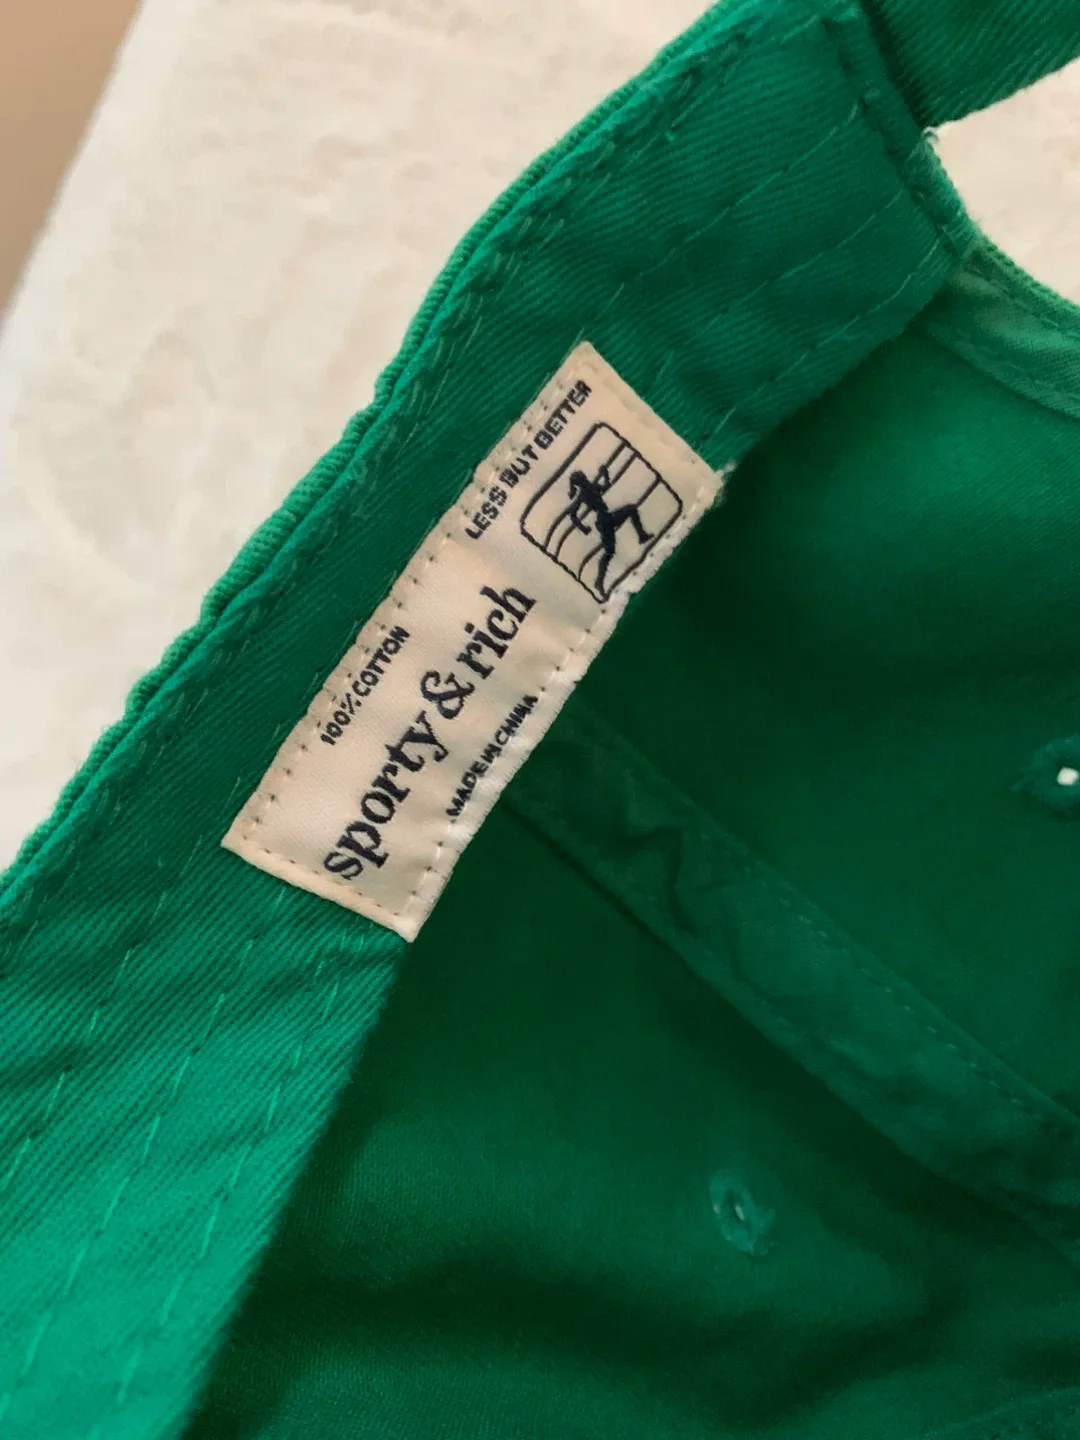 LESS BUT BETTER
100% COTTON
sporty & rich
MADE IN CHINA